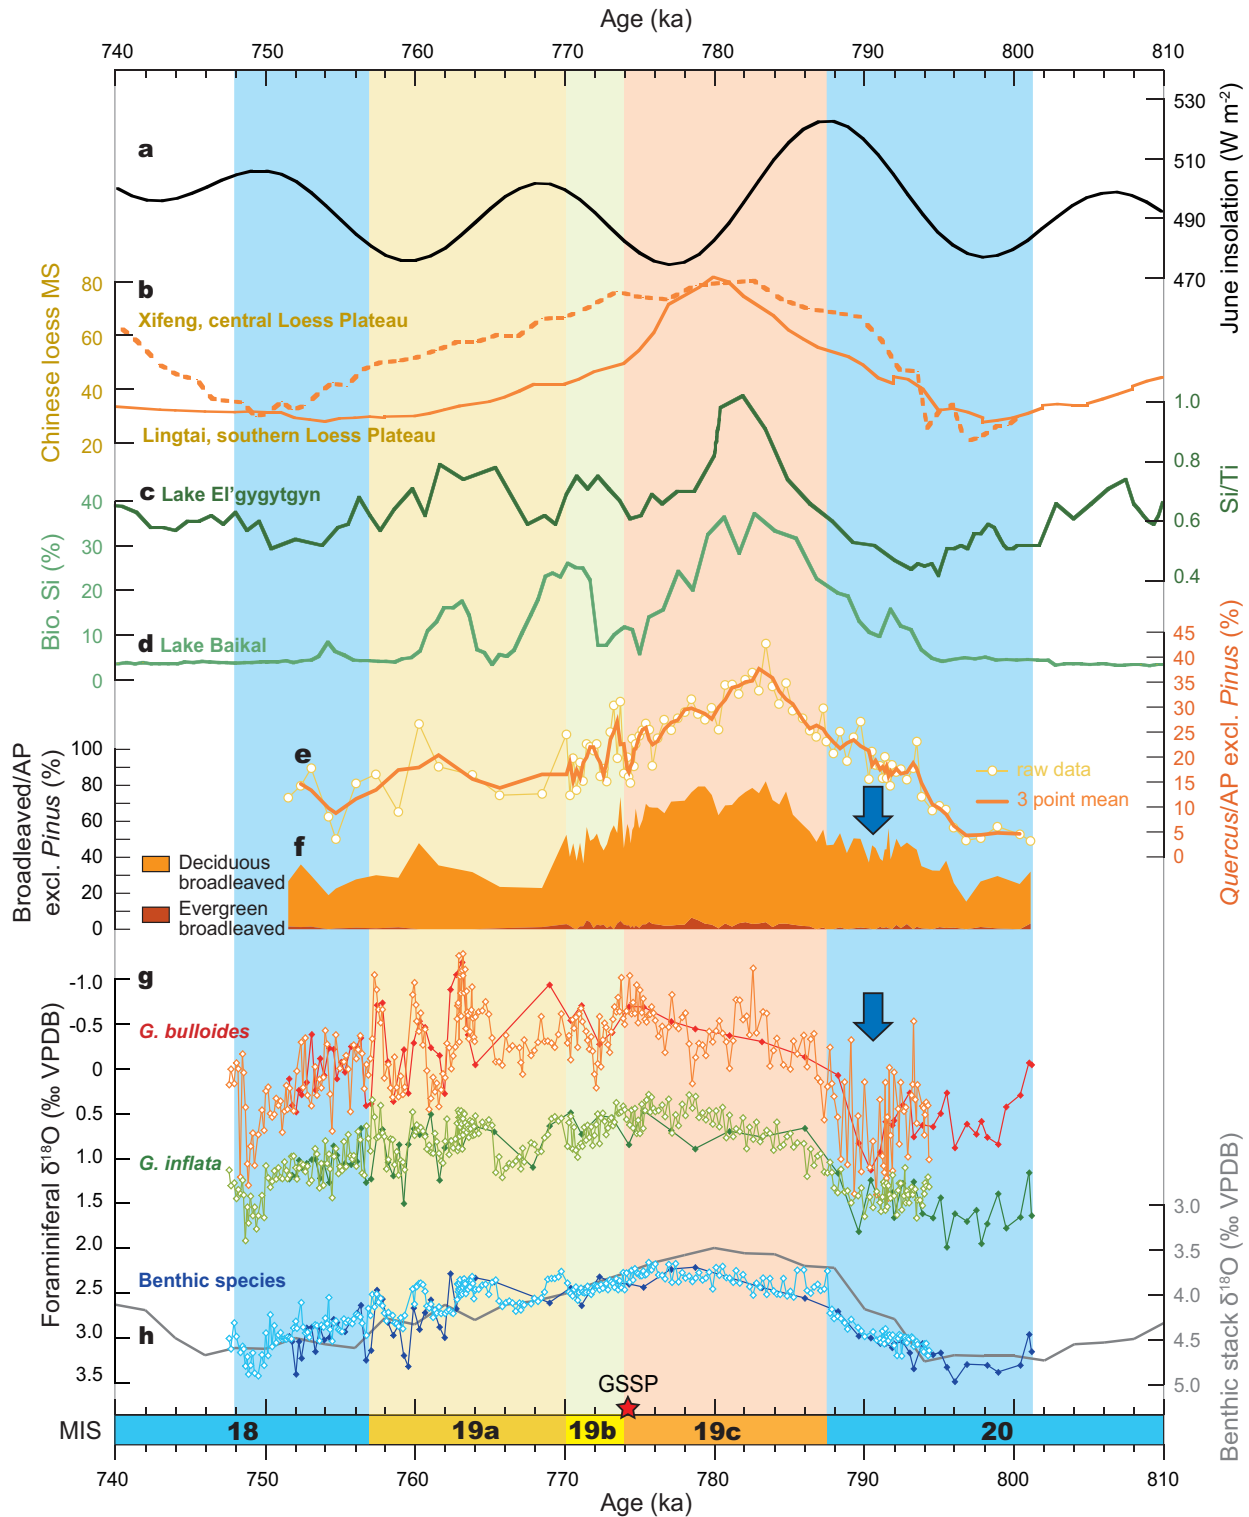 Age (ka)
740 750 760 770 780 790 800 810
a
530
510
490
470
June insolation (W m-2)
b
Xifeng, central Loess Plateau
Lingtai, southern Loess Plateau
80
60
40
20
Chinese loess MS
c Lake El'gygytgyn
1.0
0.8
0.6
0.4
Si/Ti
40
30
20
10
0
Bio. Si (%)
d Lake Baikal
45
40
35
30
25
20
15
10
5
0
Quercus/AP excl. Pinus (%)
e
raw data
3 point mean
100
80
60
40
20
0
Broadleaved/AP
excl. Pinus (%)
f
Deciduous
broadleaved
Evergreen
broadleaved
g
G. bulloides
G. inflata
Benthic species
h
-1.0
-0.5
0
0.5
1.0
1.5
2.0
2.5
3.0
3.5
Foraminiferal δ18O (‰ VPDB)
3.0
3.5
4.0
4.5
5.0
Benthic stack δ18O (‰ VPDB)
GSSP
MIS 18 19a 19b 19c 20
740 750 760 770 780 790 800 810
Age (ka)